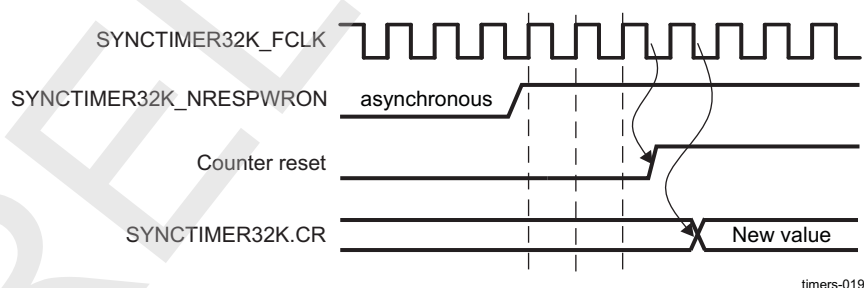 SYNCTIMER32K_FCLK
SYNCTIMER32K_NRESPWRON
asynchronous
Counter reset
SYNCTIMER32K.CR
New value
timers-019